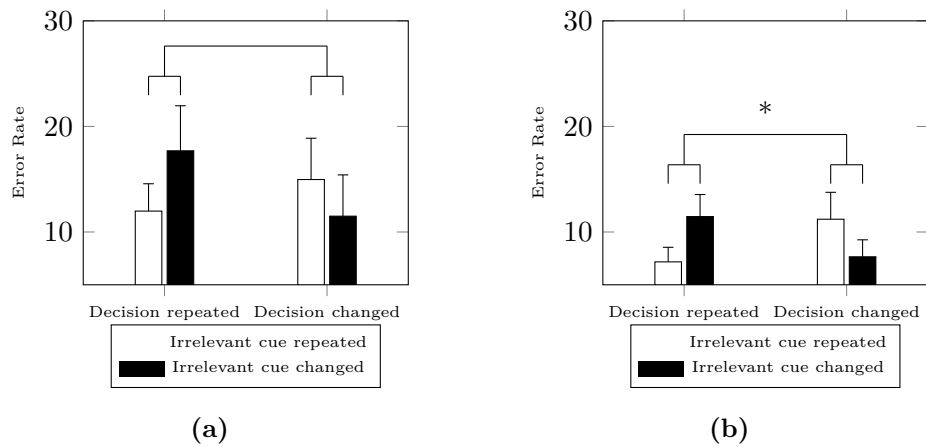 30
20
10
Error Rate
Decision repeated Decision changed
Irrelevant cue repeated
Irrelevant cue changed
(a)
30
20
10
Error Rate
*
Decision repeated Decision changed
Irrelevant cue repeated
Irrelevant cue changed
(b)